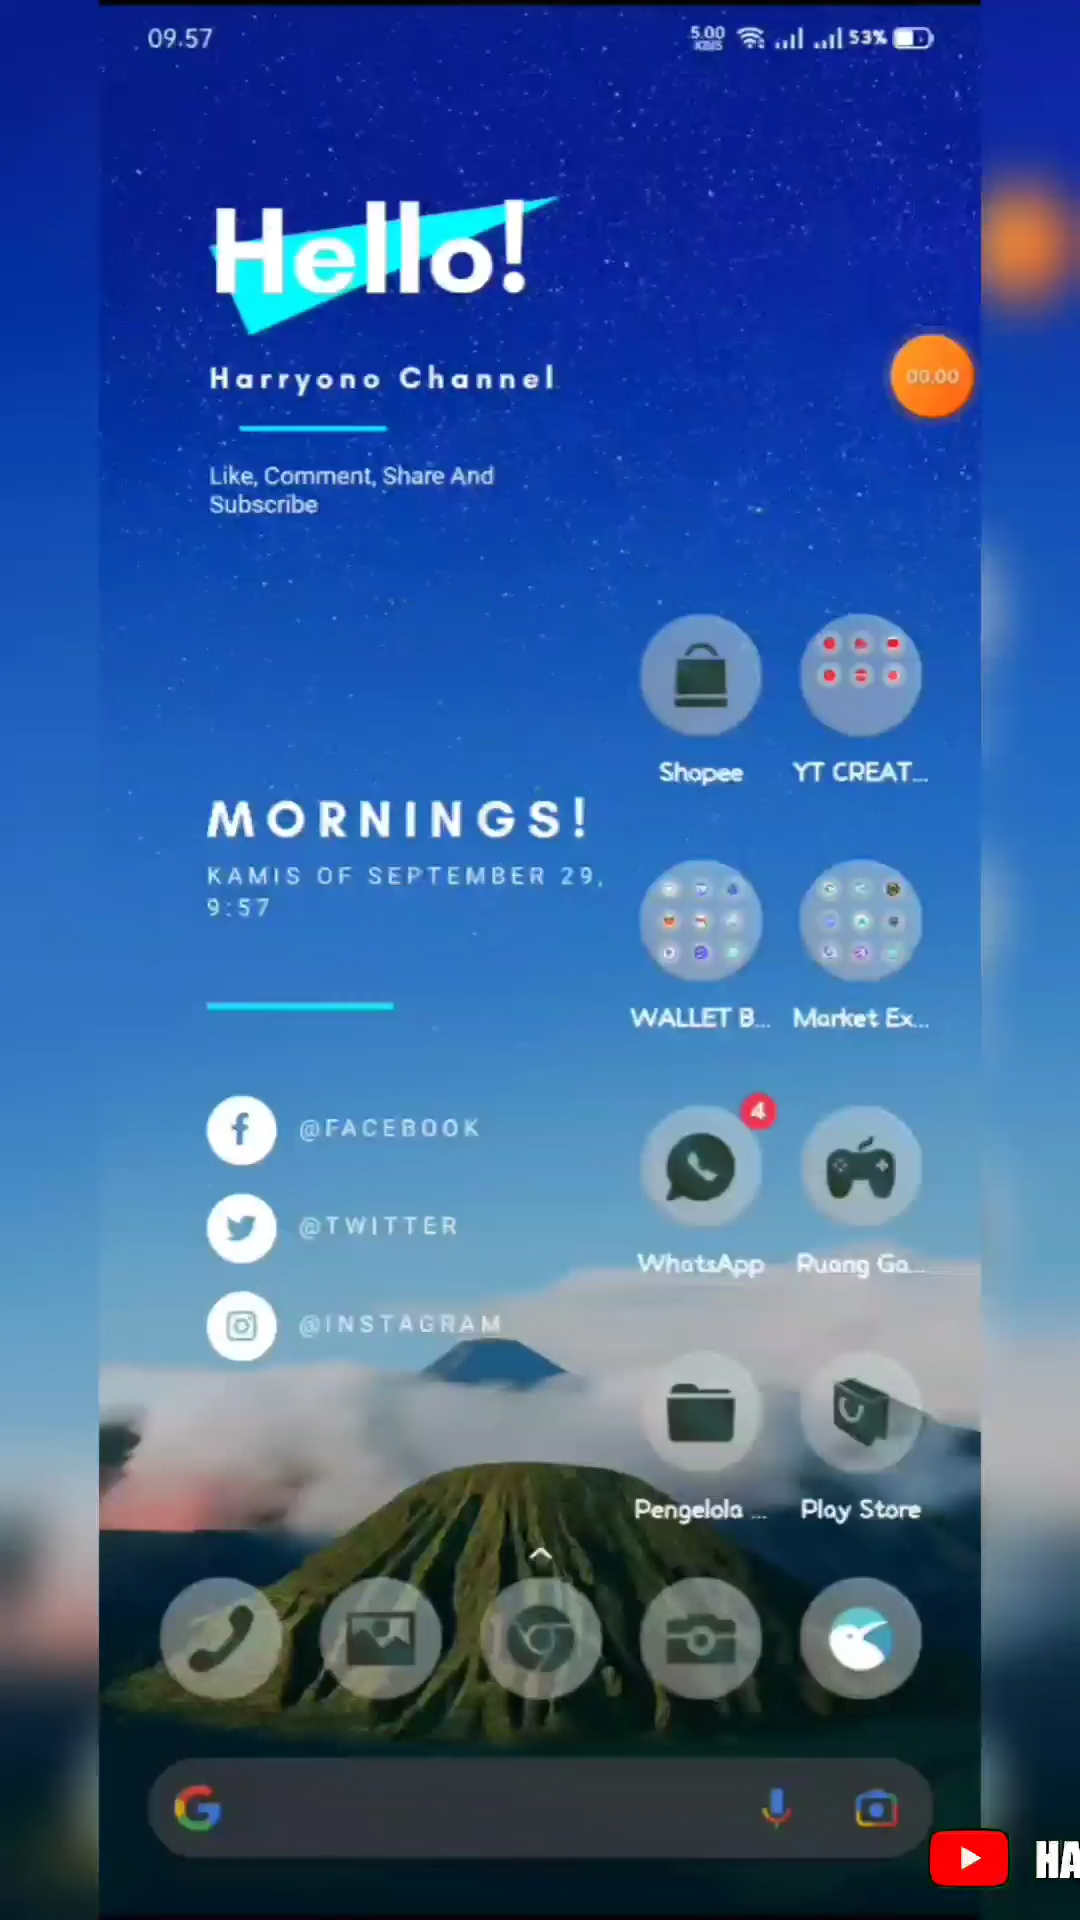 09.57
5.00
KB/S
53%
Hello!
Harryono Channel
00.00
Like, Comment, Share And
Subscribe
Shopee
YT CREAT...
MORNINGS!
KAMIS OF SEPTEMBER 29,
9:57
WALLET B...
Market Ex...
@FACEBOOK
4
@TWITTER
WhatsApp
Ruang Ga...
@INSTAGRAM
Pengelola ...
Play Store
HA